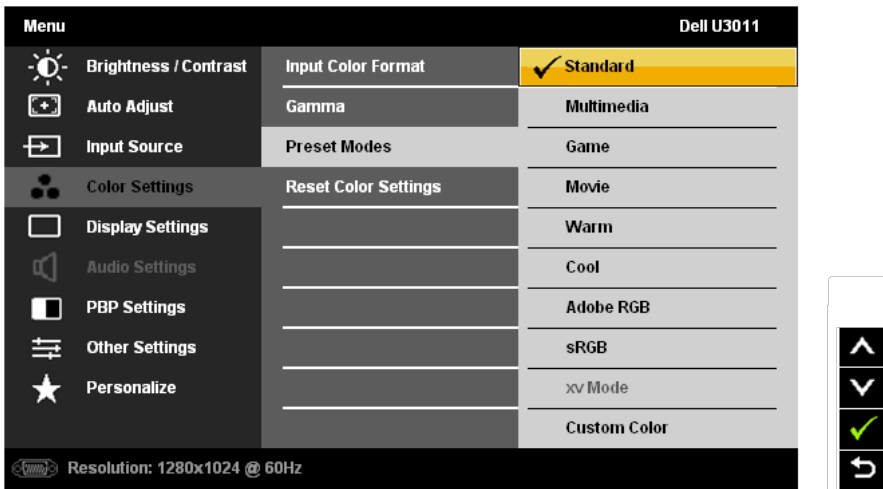 Menu Dell U3011
Brightness / Contrast Input Color Format Standard
Auto Adjust Gamma Multimedia
Input Source Preset Modes Game
Color Settings Reset Color Settings Movie
Display Settings Warm
Audio Settings Cool
PBP Settings Adobe RGB
Other Settings sRGB
Personalize xv Mode
Custom Color
Resolution: 1280x1024 @ 60Hz